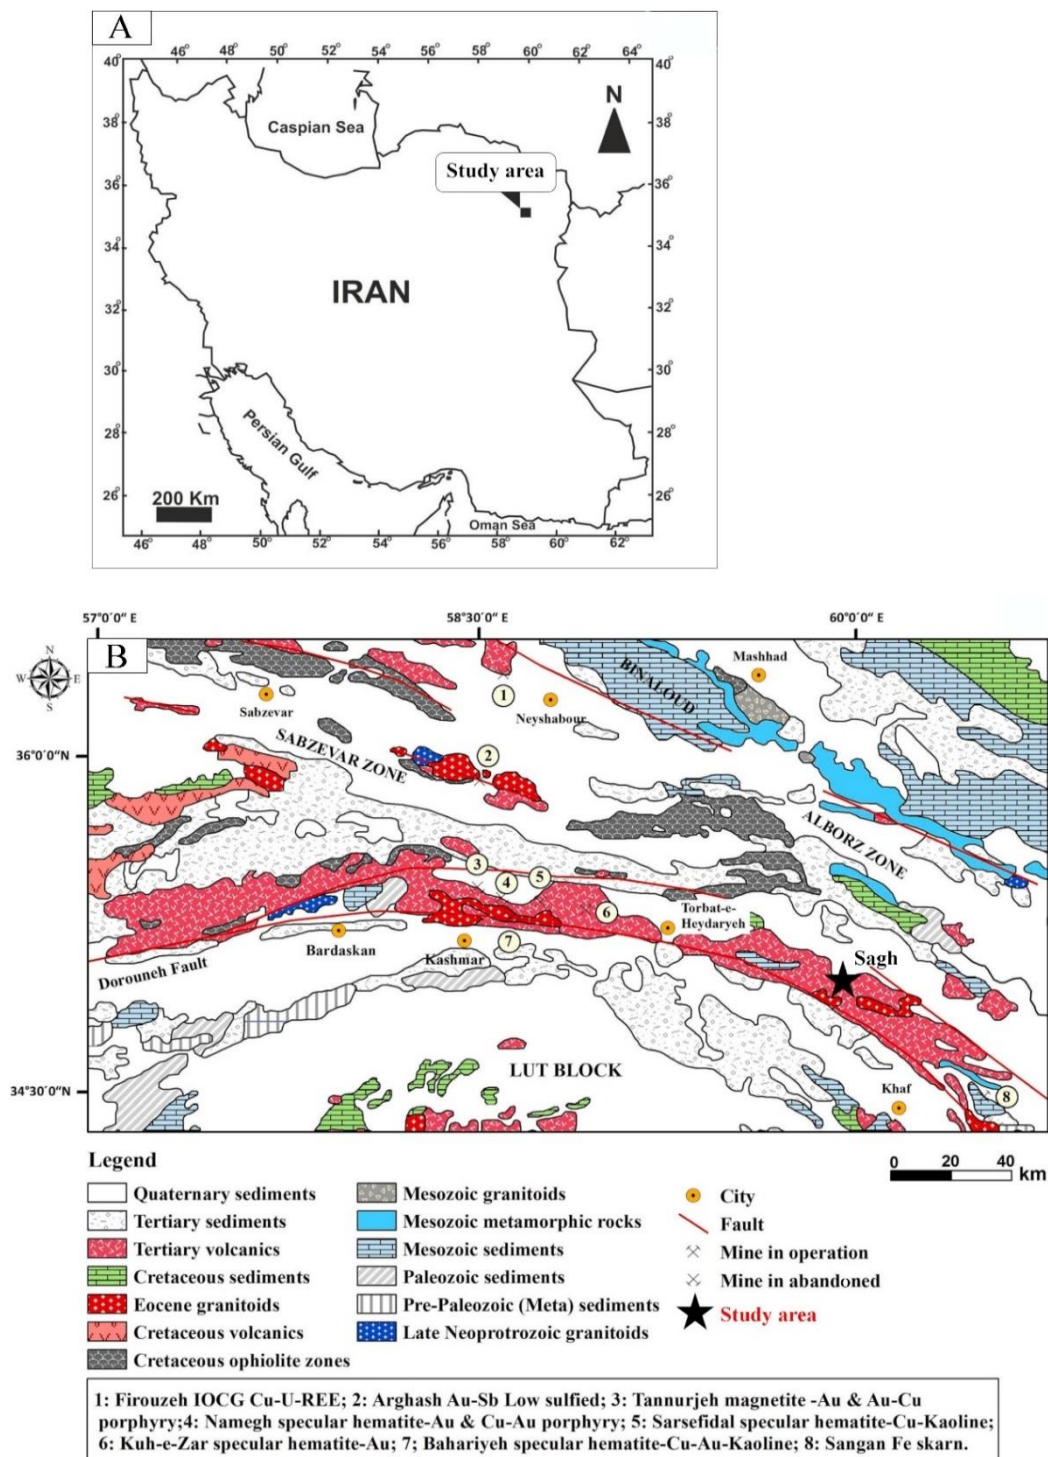 A
46° 48° 50° 52° 54° 56° 58° 60° 62° 64°
40° 40°
N
38° 38°
Caspian Sea
Study area
36° 36°
34° 34°
IRAN
32° 32°
30° 30°
28° 28°
Persian Gulf
200 Km
26° 26°
Oman Sea
46° 48° 50° 52° 54° 56° 58° 60° 62°
57°0′0″ E 58°30′0″ E 60°0′0″ E
B
N
W E
S
BINALOUD
Mashhad
1
Sabzevar
Neyshabour
SABZEVAR ZONE
36°0′0″N
2
ALBORZ ZONE
3
4
5
6
Torbat-e-
Heydaryeh
7
Bardaskan
Kashmar
Dorouneh Fault
Sagh
LUT BLOCK
34°30′0″N
Khaf
8
Legend
0 20 40 km
Quaternary sediments
Tertiary sediments
Tertiary volcanics
Cretaceous sediments
Eocene granitoids
Cretaceous volcanics
Cretaceous ophiolite zones
Mesozoic granitoids
Mesozoic metamorphic rocks
Mesozoic sediments
Paleozoic sediments
Pre-Paleozoic (Meta) sediments
Late Neoprotrozoic granitoids
City
Fault
Mine in operation
Mine in abandoned
Study area
1: Firouzeh IOCG Cu-U-REE; 2: Arghash Au-Sb Low sulfied; 3: Tannurjeh magnetite -Au & Au-Cu
porphyry;4: Namegh specular hematite-Au & Cu-Au porphyry; 5: Sarsefidal specular hematite-Cu-Kaoline;
6: Kuh-e-Zar specular hematite-Au; 7; Bahariyeh specular hematite-Cu-Au-Kaoline; 8: Sangan Fe skarn.